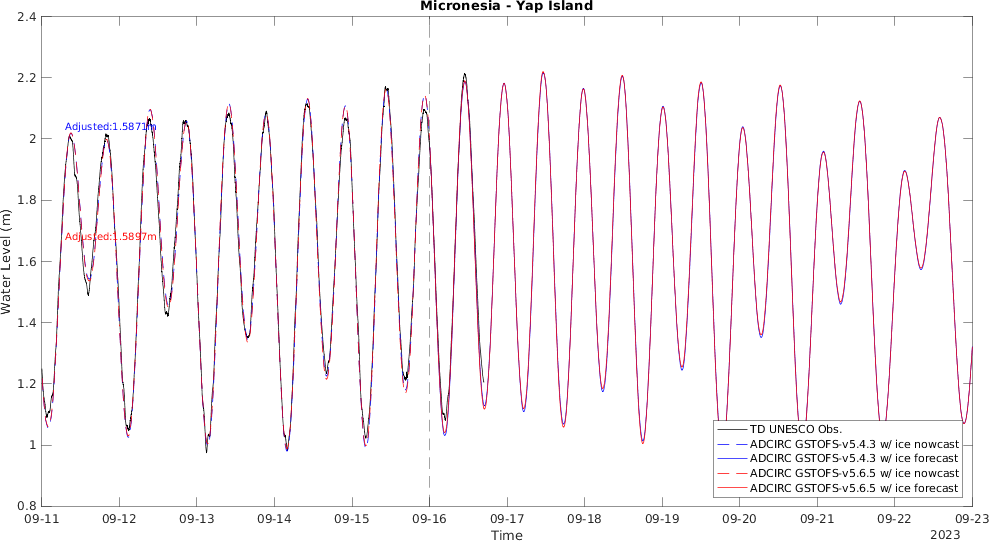 Micronesia - Yap Island
2.4
2.2
2
1.8
1.6
1.4
1.2
1
0.8
Water Level (m)
Adjusted:1.5871m
Adjusted:1.5897m
TD UNESCO Obs.
ADCIRC GSTOFS-v5.4.3 w/ ice nowcast
ADCIRC GSTOFS-v5.4.3 w/ ice forecast
ADCIRC GSTOFS-v5.6.5 w/ ice nowcast
ADCIRC GSTOFS-v5.6.5 w/ ice forecast
09-11 09-12 09-13 09-14 09-15 09-16 09-17 09-18 09-19 09-20 09-21 09-22 09-23
Time
2023